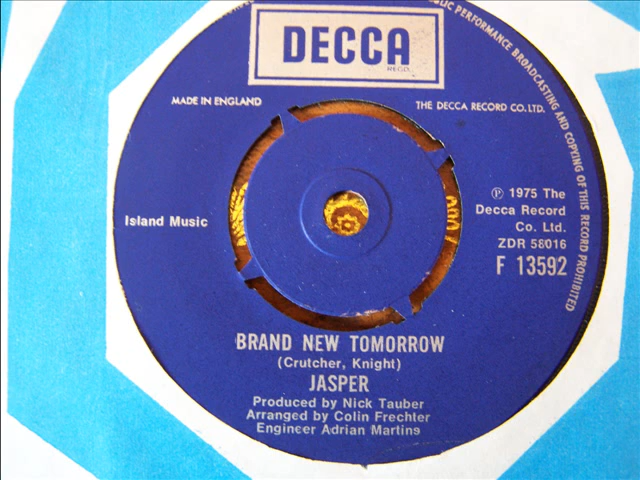 DECCA
REGD.
PUBLIC PERFORMANCE BROADCASTING AND COPYING OF THIS RECORD PROHIBITED
MADE IN ENGLAND
THE DECCA RECORD CO. LTD.
Island Music
℗ 1975 The
Decca Record
Co. Ltd.
ZDR 58016
F 13592
BRAND NEW TOMORROW
(Crutcher, Knight)
JASPER
Produced by Nick Tauber
Arranged by Colin Frechter
Engineer Adrian Martins